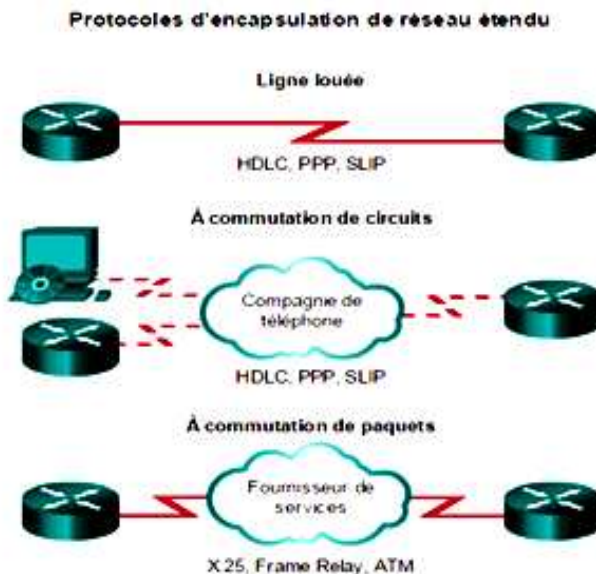 Protocoles d'encapsulation de réseau étendu
Ligne louée
HDLC, PPP, SLIP
À commutation de circuits
Compagnie de
téléphone
HDLC, PPP, SLIP
À commutation de paquets
Fournisseur de
services
X.25, Frame Relay, ATM